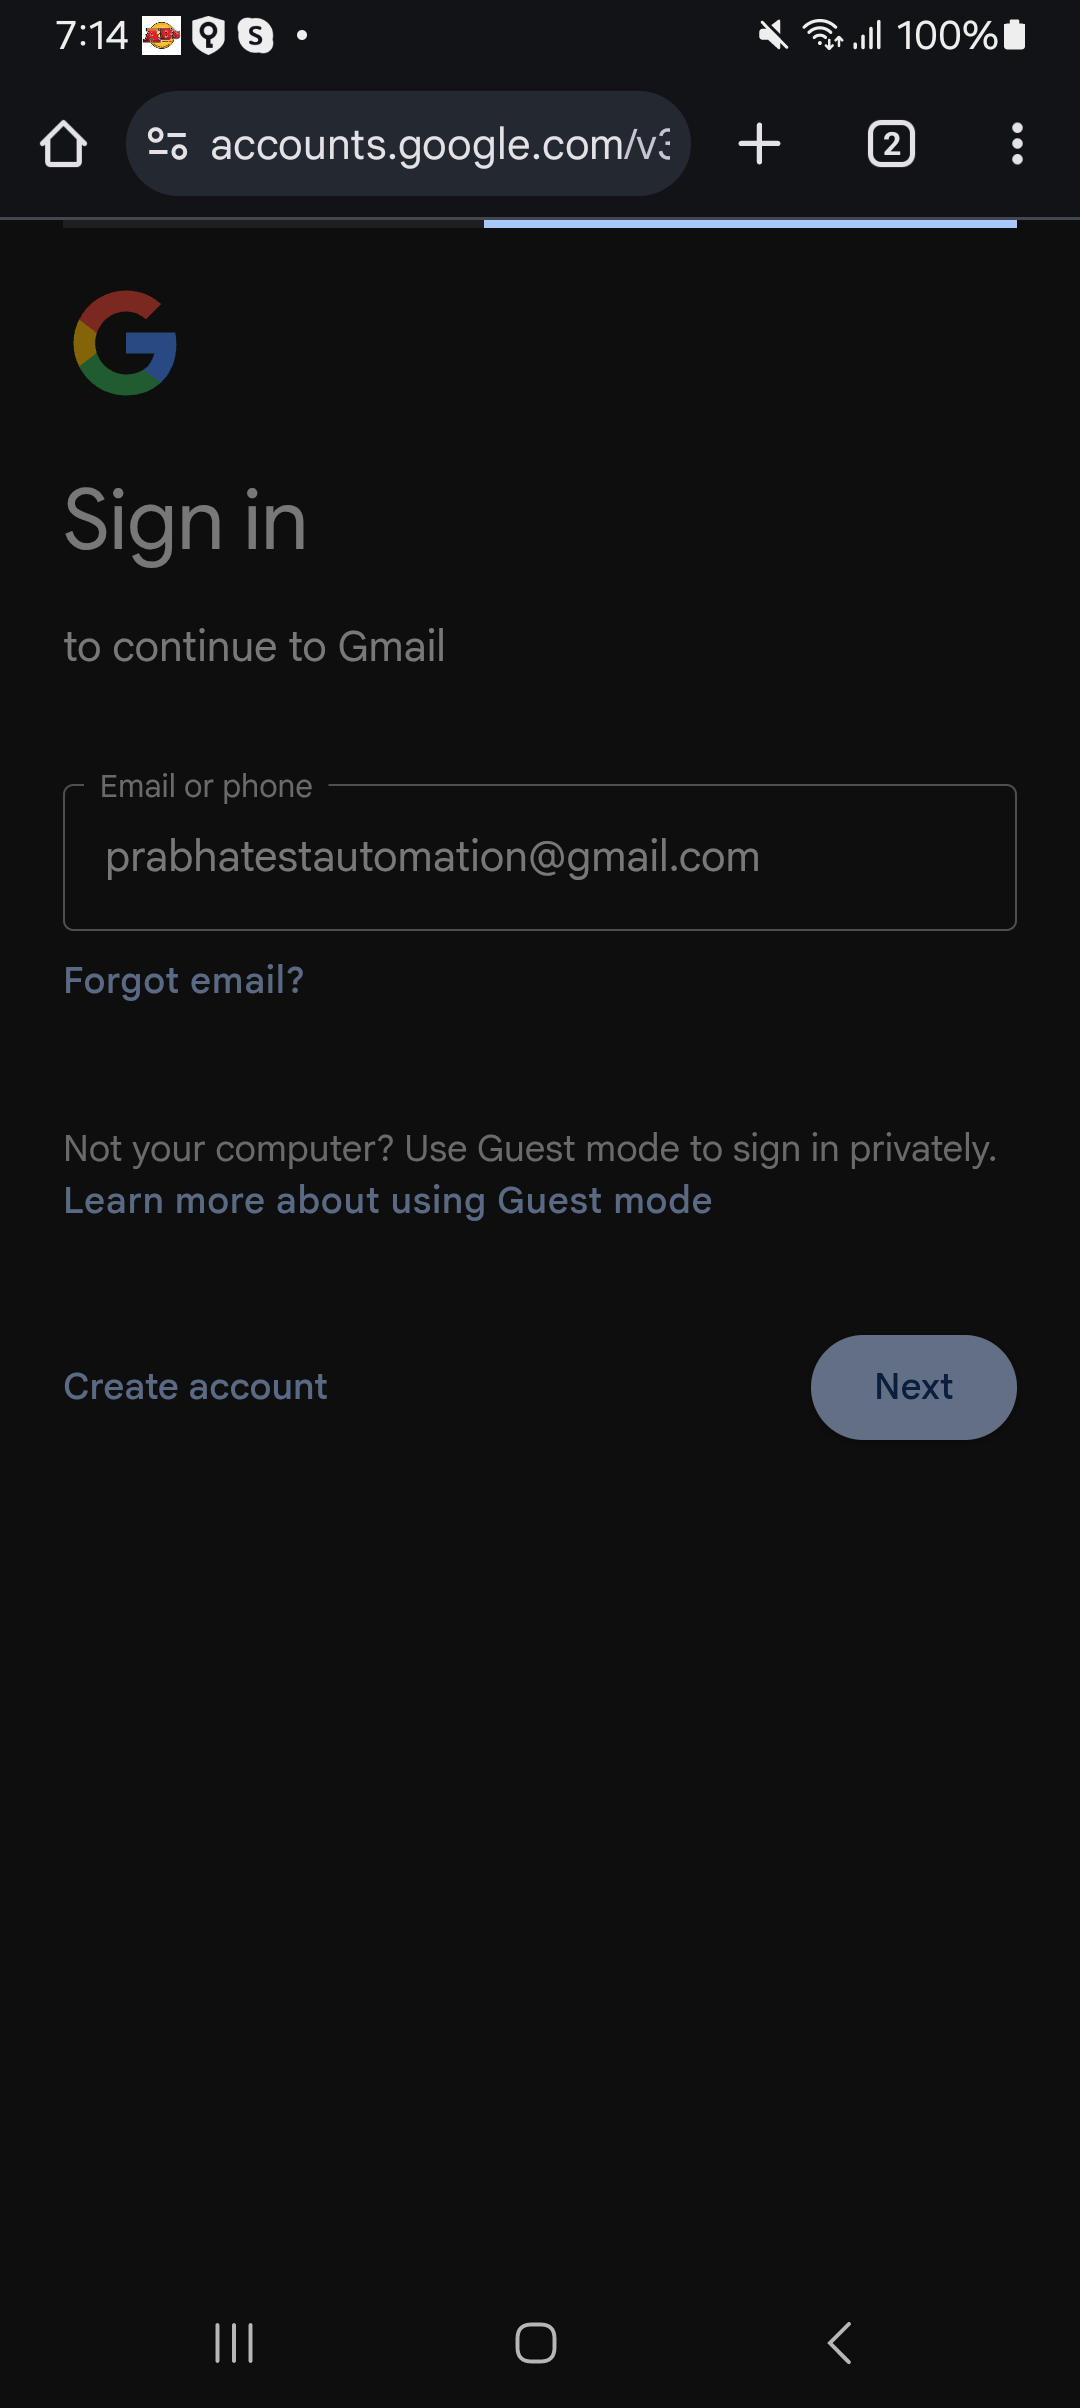 7:14 S 100%
accounts.google.com/v3 2
Sign in
to continue to Gmail
Email or phone
prabhatestautomation@gmail.com
Forgot email?
Not your computer? Use Guest mode to sign in privately.
Learn more about using Guest mode
Create account Next